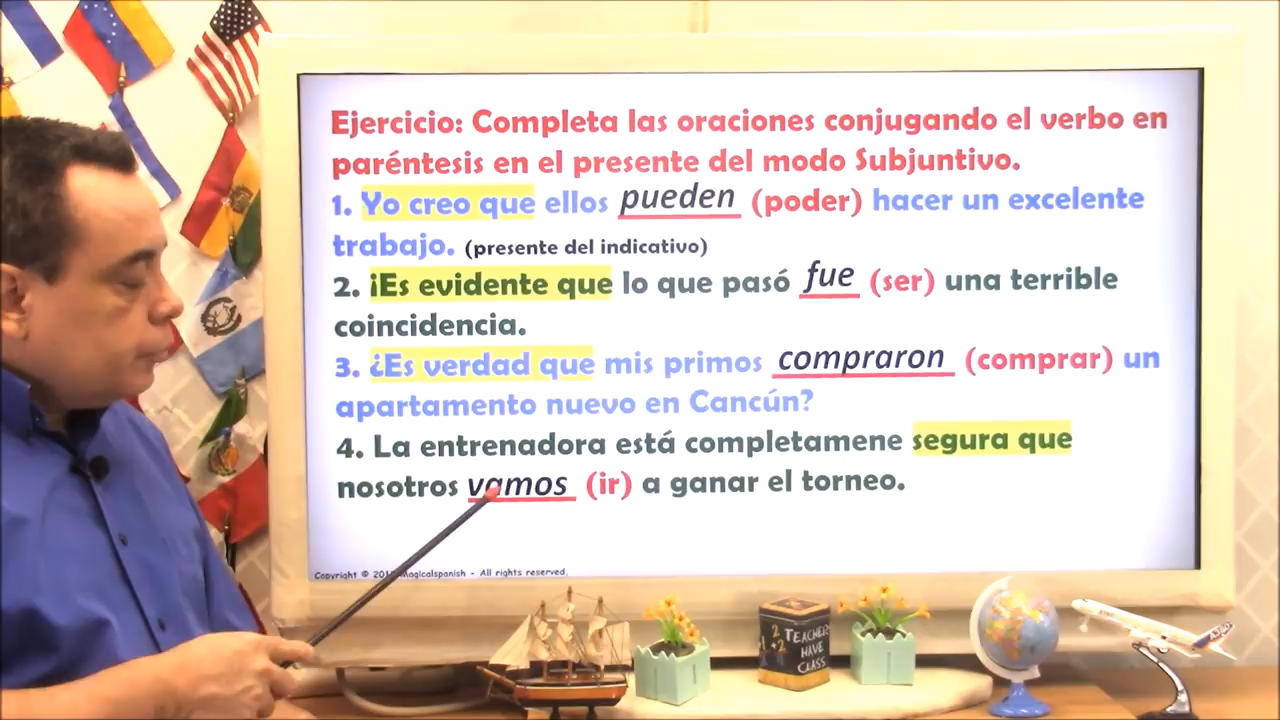 Ejercicio: Completa las oraciones conjugando el verbo en
paréntesis en el presente del modo Subjuntivo.
1. Yo creo que ellos pueden (poder) hacer un excelente
trabajo. (presente del indicativo)
2. ¡Es evidente que lo que pasó fue (ser) una terrible
coincidencia.
3. ¿Es verdad que mis primos compraron (comprar) un
apartamento nuevo en Cancún?
4. La entrenadora está completamene segura que
nosotros vamos (ir) a ganar el torneo.
Copyright © Magicalspanish - All rights reserved.
TEACHERS
HAVE
CLASS
A380